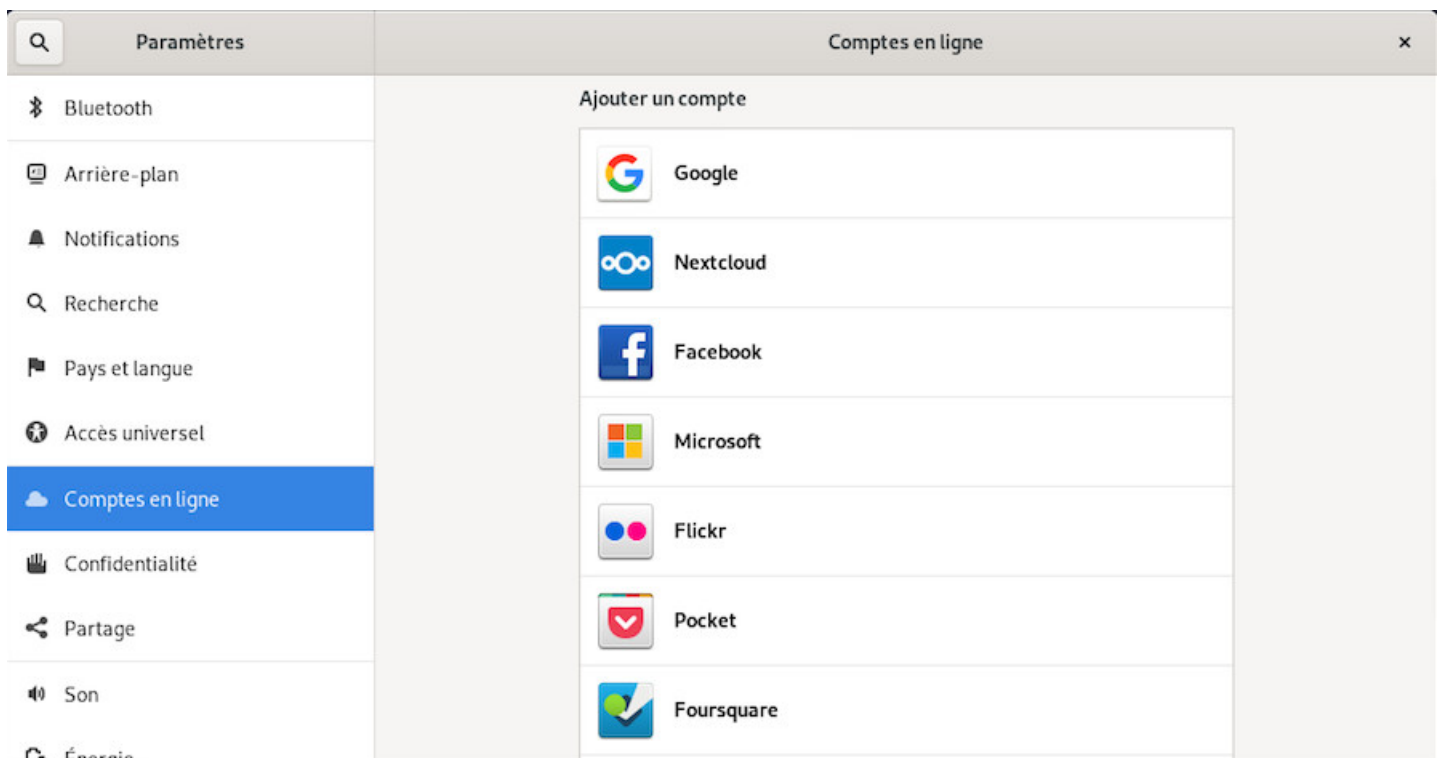 Paramètres
Comptes en ligne
Bluetooth
Arrière-plan
Notifications
Recherche
Pays et langue
Accès universel
Comptes en ligne
Confidentialité
Partage
Son
Énergie
Ajouter un compte
Google
Nextcloud
Facebook
Microsoft
Flickr
Pocket
Foursquare